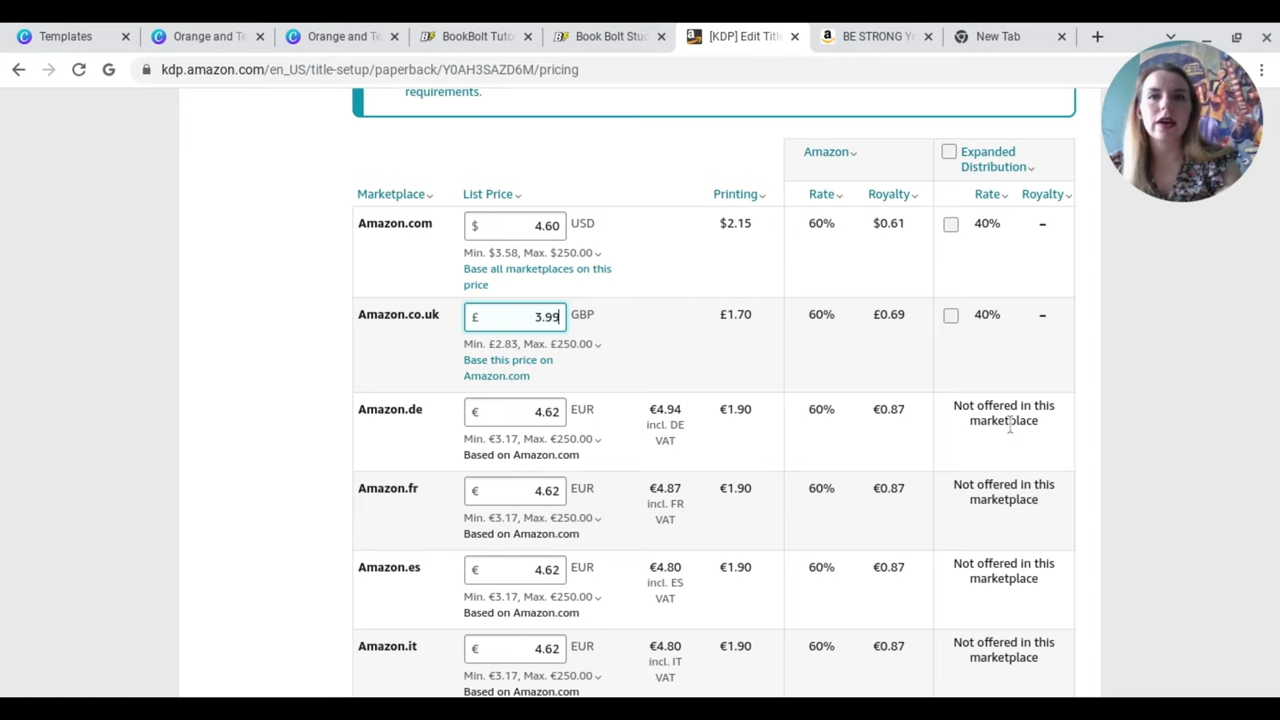 Templates
Orange and Te
Orange and Te
BookBolt Tuto
Book Bolt Stu
[KDP] Edit Titl
BE STRONG Y
New Tab
kdp.amazon.com/en_US/title-setup/paperback/Y0AH3SAZD6M/pricing
requirements.
Amazon
Expanded
Distribution
Marketplace
List Price
Printing
Rate
Royalty
Rate
Royalty
Amazon.com
$ 4.60 USD
$2.15
60%
$0.61
40%
–
Min. $3.58, Max. $250.00
Base all marketplaces on this
price
Amazon.co.uk
£ 3.99 GBP
£1.70
60%
£0.69
40%
–
Min. £2.83, Max. £250.00
Base this price on
Amazon.com
Amazon.de
€ 4.62 EUR
€4.94
incl. DE
VAT
€1.90
60%
€0.87
Not offered in this
marketplace
Min. €3.17, Max. €250.00
Based on Amazon.com
Amazon.fr
€ 4.62 EUR
€4.87
incl. FR
VAT
€1.90
60%
€0.87
Not offered in this
marketplace
Min. €3.17, Max. €250.00
Based on Amazon.com
Amazon.es
€ 4.62 EUR
€4.80
incl. ES
VAT
€1.90
60%
€0.87
Not offered in this
marketplace
Min. €3.17, Max. €250.00
Based on Amazon.com
Amazon.it
€ 4.62 EUR
€4.80
incl. IT
VAT
€1.90
60%
€0.87
Not offered in this
marketplace
Min. €3.17, Max. €250.00
Based on Amazon.com